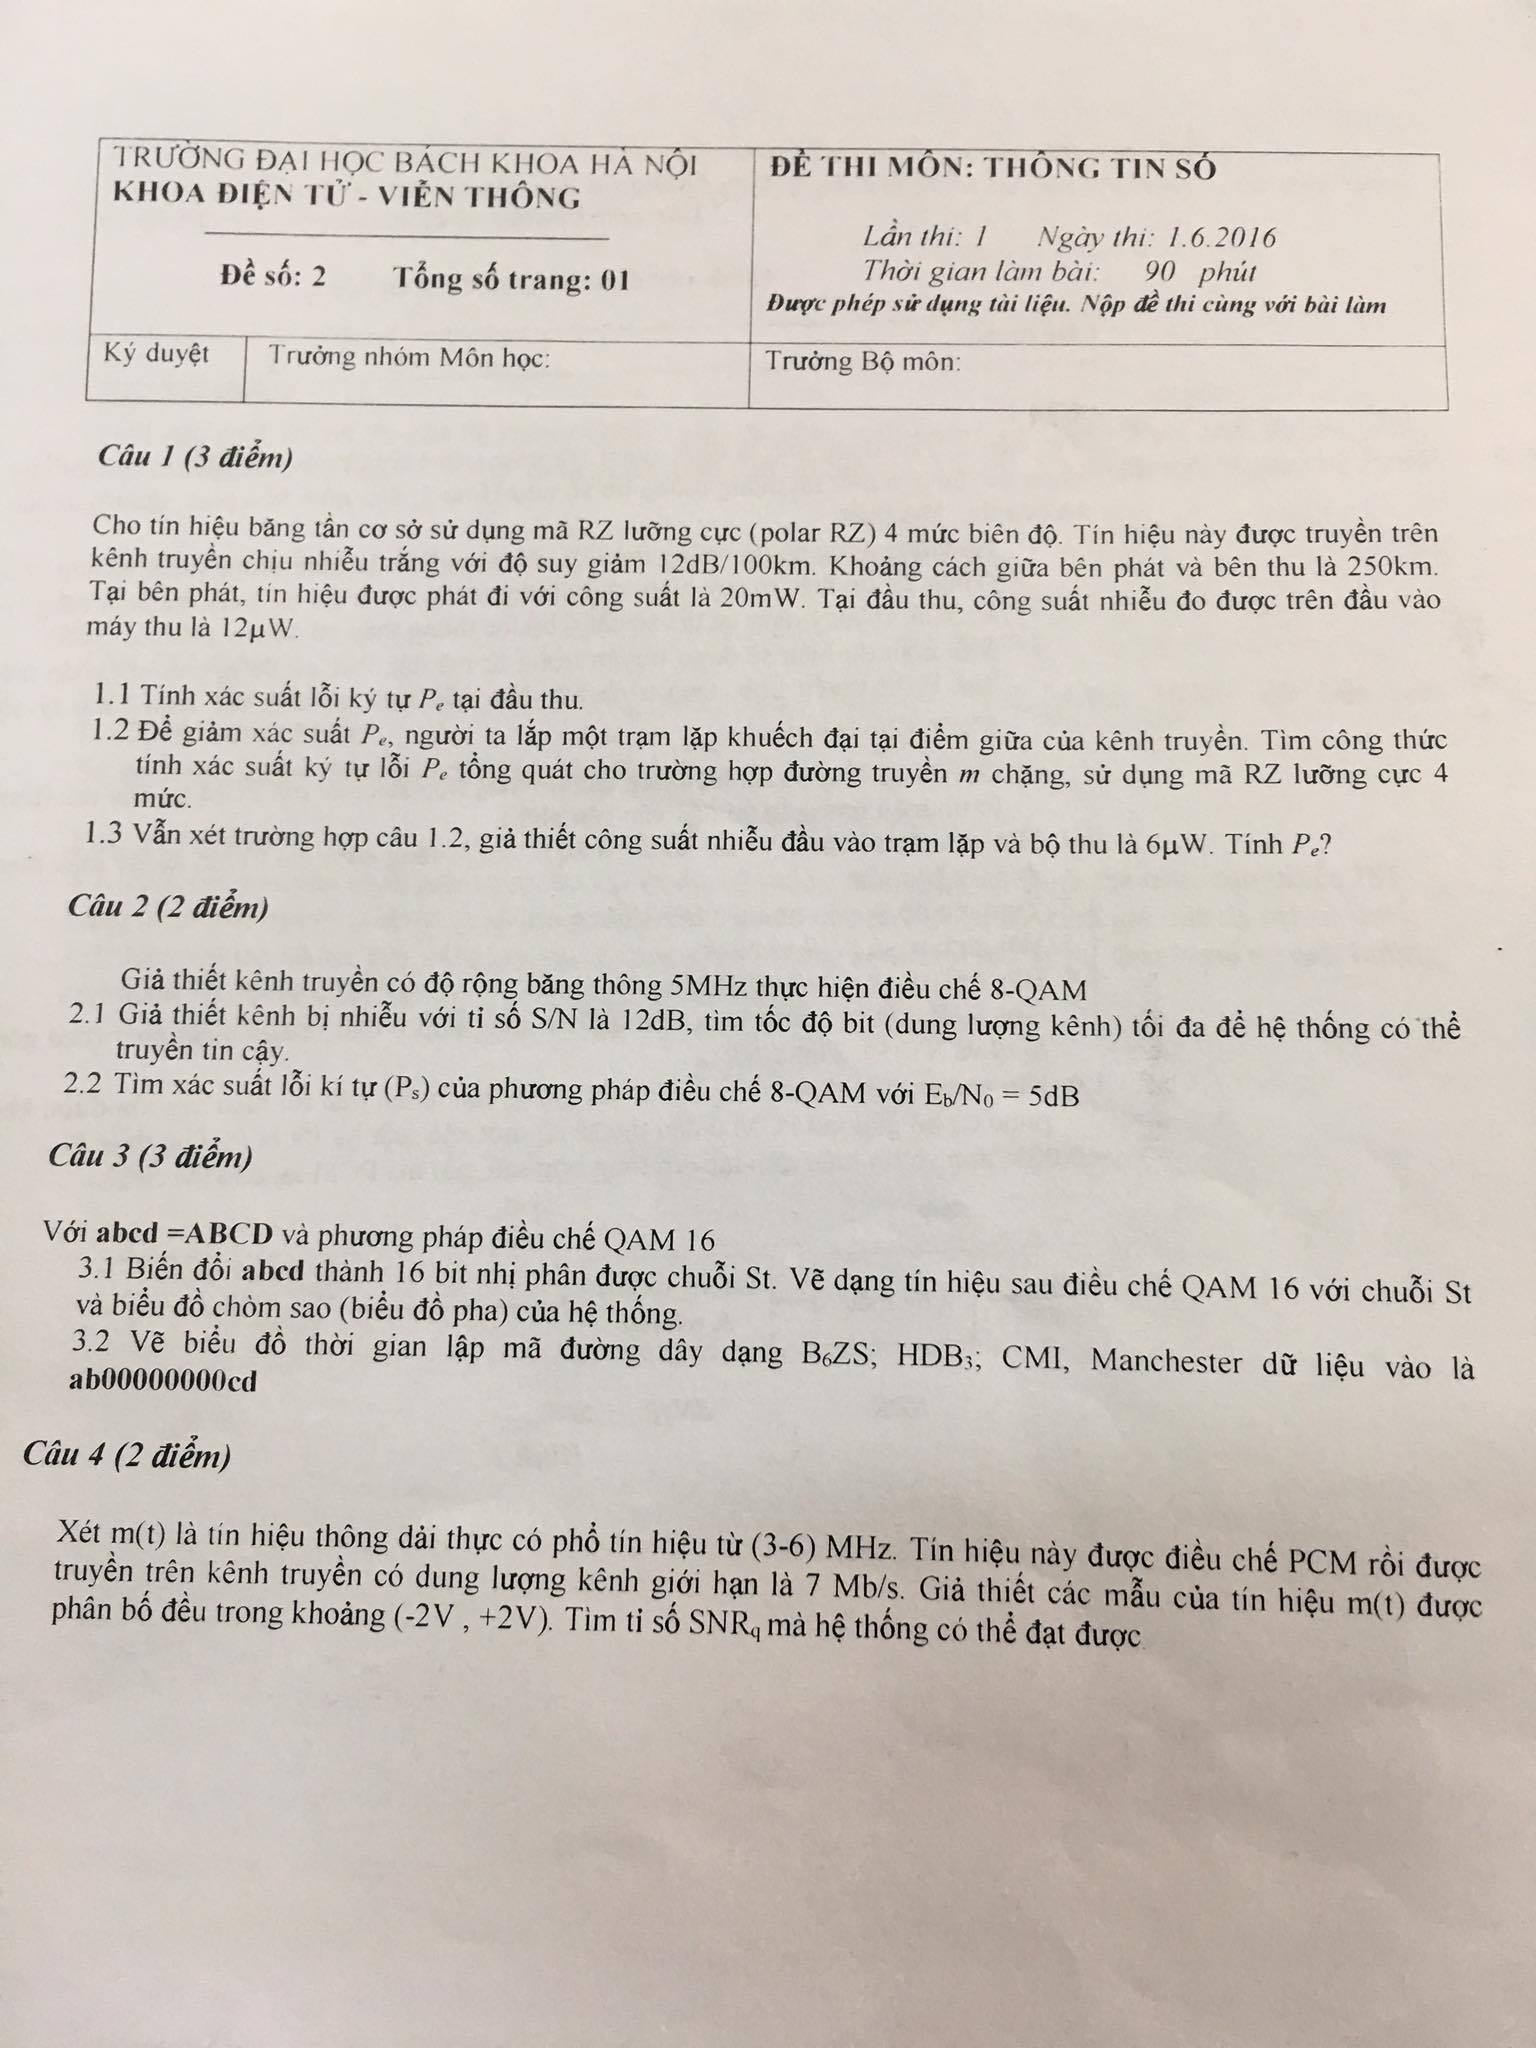 TRƯỜNG ĐẠI HỌC BÁCH KHOA HÀ NỘI
KHOA ĐIỆN TỬ - VIỄN THÔNG
Đề số: 2 Tổng số trang: 01
ĐỀ THI MÔN: THÔNG TIN SỐ
Lần thi: 1 Ngày thi: 1.6.2016
Thời gian làm bài: 90 phút
Được phép sử dụng tài liệu. Nộp đề thi cùng với bài làm
Ký duyệt Trưởng nhóm Môn học: Trưởng Bộ môn:
Câu 1 (3 điểm)
Cho tín hiệu băng tần cơ sở sử dụng mã RZ lưỡng cực (polar RZ) 4 mức biên độ. Tín hiệu này được truyền trên
kênh truyền chịu nhiễu trắng với độ suy giảm 12dB/100km. Khoảng cách giữa bên phát và bên thu là 250km.
Tại bên phát, tín hiệu được phát đi với công suất là 20mW. Tại đầu thu, công suất nhiễu đo được trên đầu vào
máy thu là 12µW.
1.1 Tính xác suất lỗi ký tự Pe tại đầu thu.
1.2 Để giảm xác suất Pe, người ta lắp một trạm lặp khuếch đại tại điểm giữa của kênh truyền. Tìm công thức
tính xác suất ký tự lỗi Pe tổng quát cho trường hợp đường truyền m chặng, sử dụng mã RZ lưỡng cực 4
mức.
1.3 Vẫn xét trường hợp câu 1.2, giả thiết công suất nhiễu đầu vào trạm lặp và bộ thu là 6µW. Tính Pe?
Câu 2 (2 điểm)
Giả thiết kênh truyền có độ rộng băng thông 5MHz thực hiện điều chế 8-QAM
2.1 Giả thiết kênh bị nhiễu với tỉ số S/N là 12dB, tìm tốc độ bit (dung lượng kênh) tối đa để hệ thống có thể
truyền tin cậy.
2.2 Tìm xác suất lỗi kí tự (Ps) của phương pháp điều chế 8-QAM với Eb/N0 = 5dB
Câu 3 (3 điểm)
Với abcd =ABCD và phương pháp điều chế QAM 16
3.1 Biến đổi abcd thành 16 bit nhị phân được chuỗi St. Vẽ dạng tín hiệu sau điều chế QAM 16 với chuỗi St
và biểu đồ chòm sao (biểu đồ pha) của hệ thống.
3.2 Vẽ biểu đồ thời gian lập mã đường dây dạng B6ZS; HDB3; CMI, Manchester dữ liệu vào là
ab00000000cd
Câu 4 (2 điểm)
Xét m(t) là tín hiệu thông dải thực có phổ tín hiệu từ (3-6) MHz. Tín hiệu này được điều chế PCM rồi được
truyền trên kênh truyền có dung lượng kênh giới hạn là 7 Mb/s. Giả thiết các mẫu của tín hiệu m(t) được
phân bố đều trong khoảng (-2V , +2V). Tìm tỉ số SNRq mà hệ thống có thể đạt được